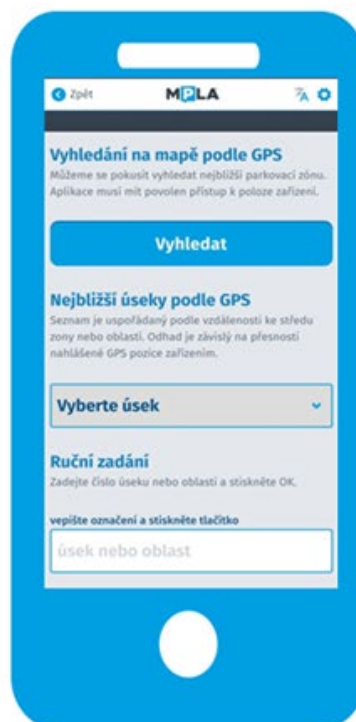 Zpět
MPLA
Vyhledání na mapě podle GPS
Můžeme se pokusit vyhledat nejbližší parkovací zónu.
Aplikace musí mít povolen přístup k poloze zařízení.
Vyhledat
Nejbližší úseky podle GPS
Seznam je uspořádaný podle vzdálenosti ke středu
zony nebo oblasti. Odhad je závislý na přesnosti
nahlášené GPS pozice zařízením.
Vyberte úsek
Ruční zadání
Zadejte číslo úseku nebo oblasti a stiskněte OK.
vepište označení a stiskněte tlačítko
úsek nebo oblast